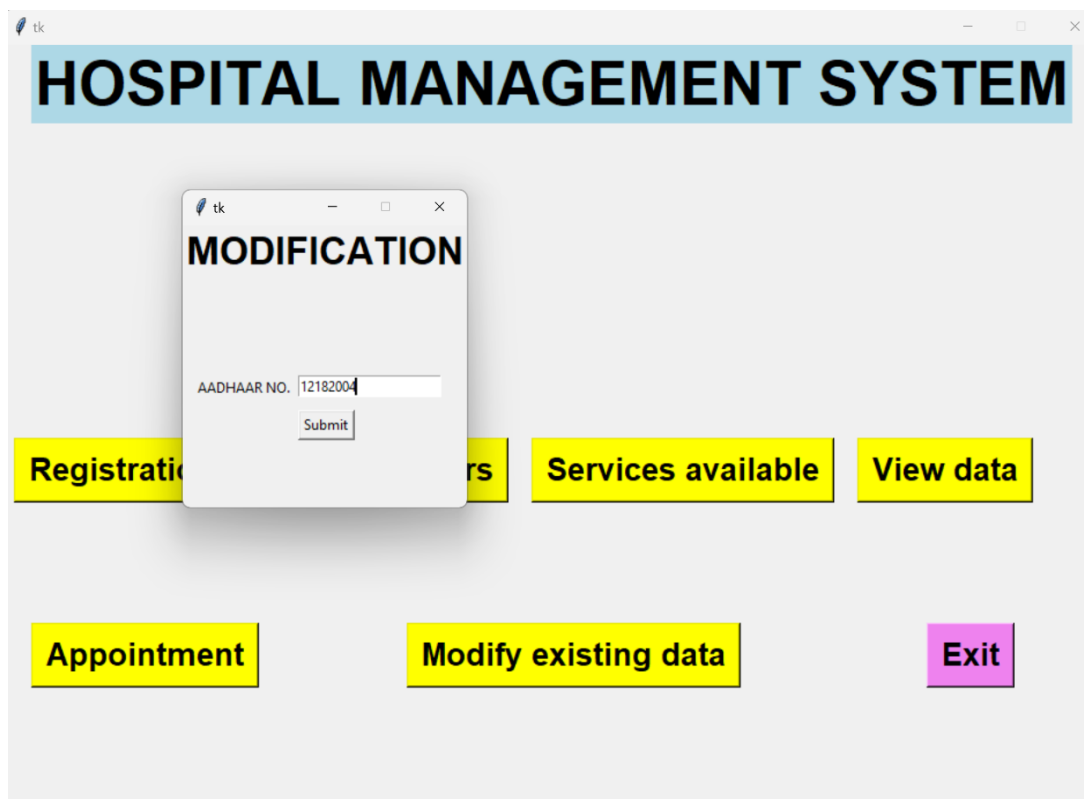 tk
HOSPITAL MANAGEMENT SYSTEM
tk
MODIFICATION
AADHAAR NO. 12182004
Submit
Services available
View data
Appointment
Modify existing data
Exit